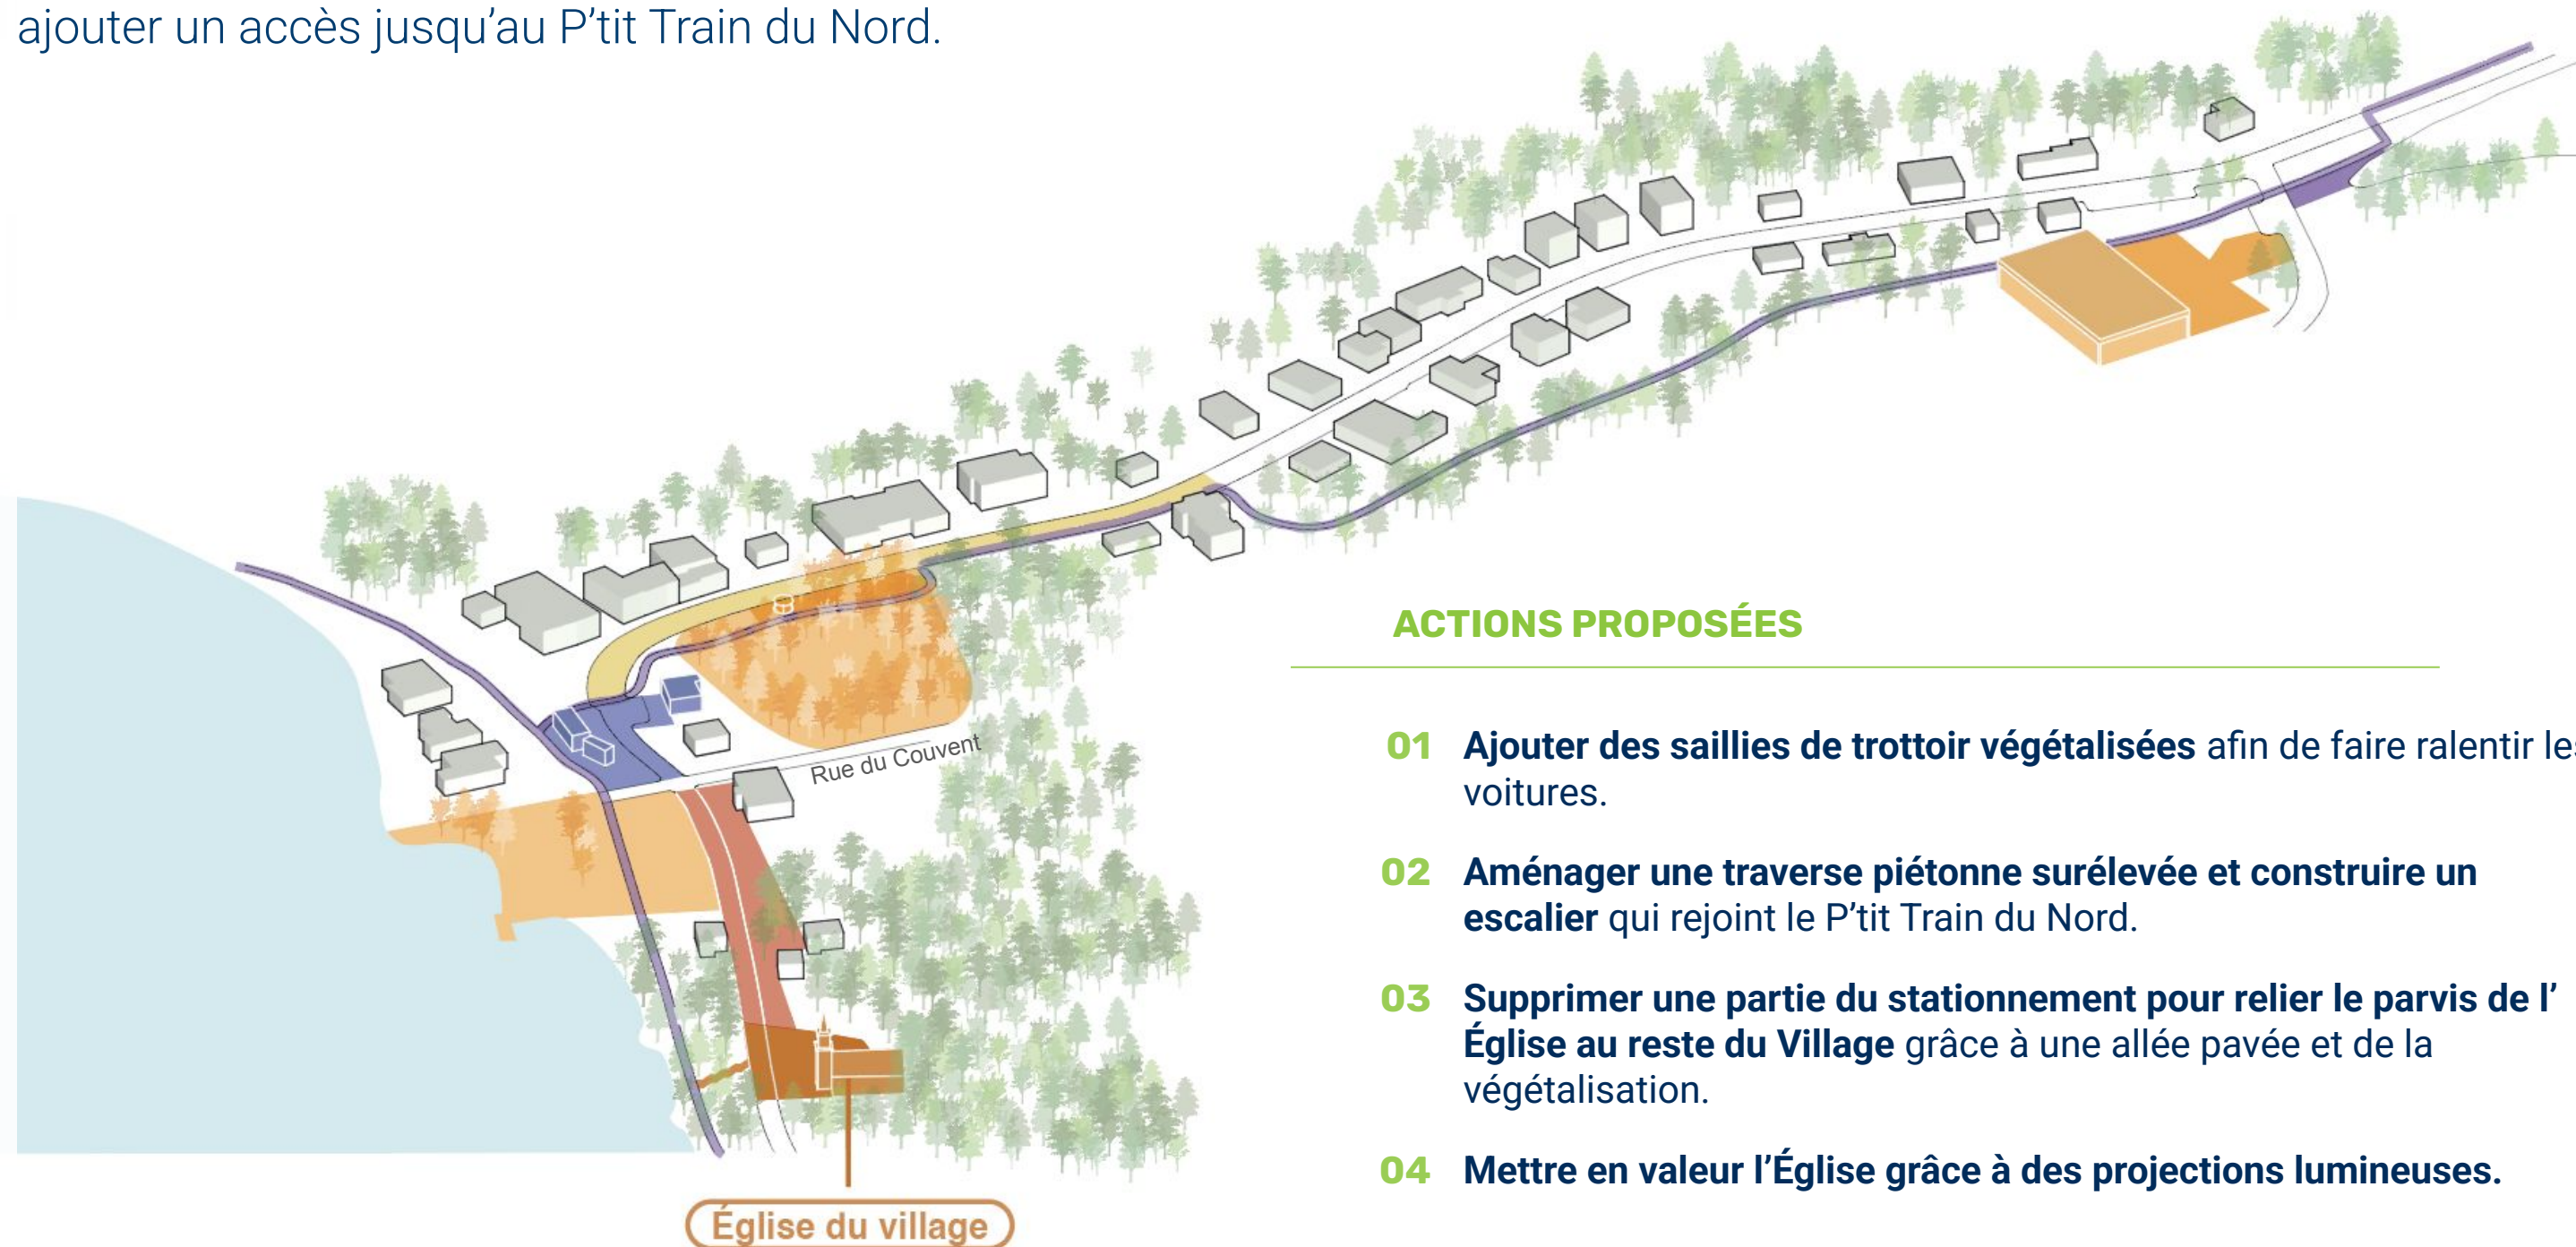 ajouter un accès jusqu'au P'tit Train du Nord.
Rue du Couvent
ACTIONS PROPOSÉES
01 Ajouter des saillies de trottoir végétalisées afin de faire ralentir les
voitures.
02 Aménager une traverse piétonne surélevée et construire un
escalier qui rejoint le P'tit Train du Nord.
03 Supprimer une partie du stationnement pour relier le parvis de l'
Église au reste du Village grâce à une allée pavée et de la
végétalisation.
04 Mettre en valeur l'Église grâce à des projections lumineuses.
Église du village